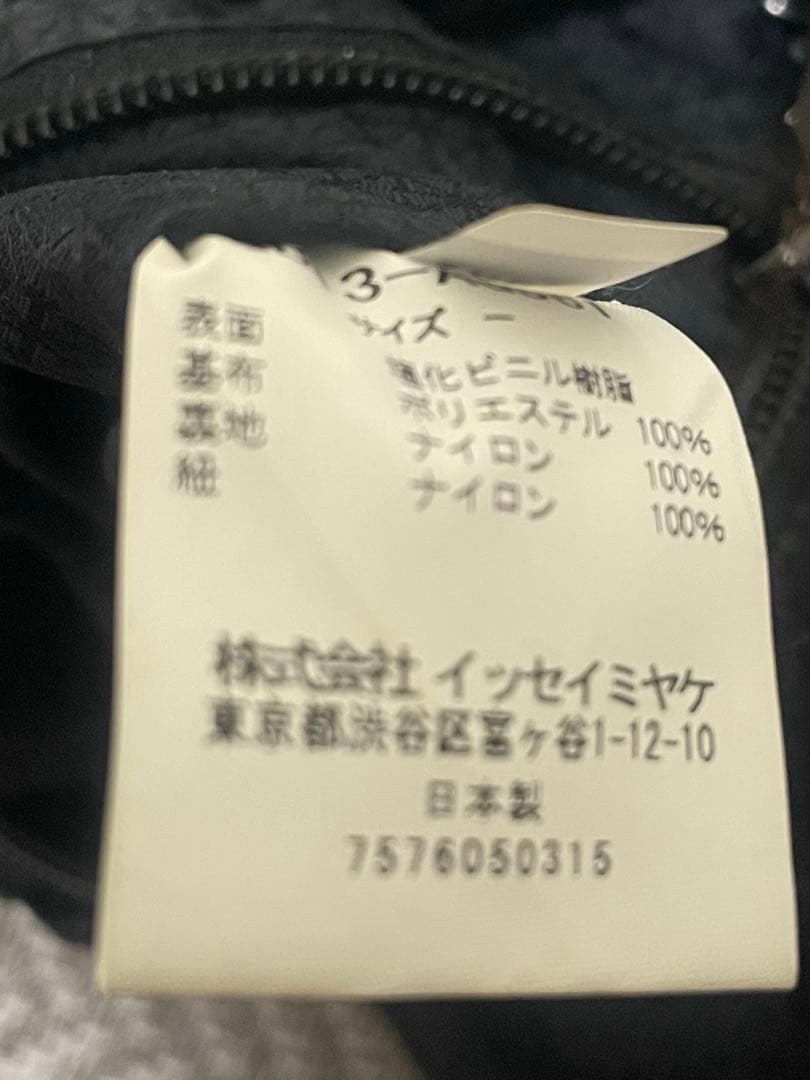 サイズ －
表面 塩化ビニル樹脂
基布 ポリエステル 100%
裏地 ナイロン 100%
紐 ナイロン 100%
株式会社 イッセイミヤケ
東京都渋谷区富ヶ谷1-12-10
日本製
7576050315